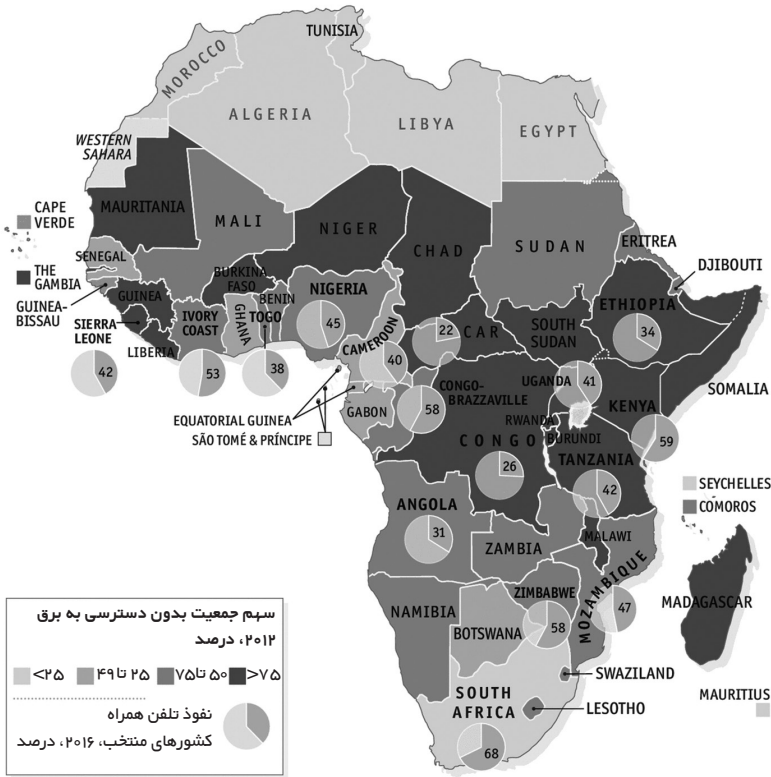 TUNISIA
MOROCCO
ALGERIA
LIBYA
EGYPT
WESTERN
SAHARA
MAURITANIA
MALI
NIGER
CHAD
SUDAN
ERITREA
DJIBOUTI
CAPE
VERDE
SENEGAL
THE
GAMBIA
GUINEA-
BISSAU
GUINEA
SIERRA
LEONE
42
LIBERIA
IVORY
COAST
53
BURKINA
FASO
GHANA
TOGO
38
BENIN
NIGERIA
45
CAMEROON
40
22
CAR
SOUTH
SUDAN
ETHIOPIA
34
SOMALIA
EQUATORIAL GUINEA
SÃO TOMÉ & PRÍNCIPE
GABON
CONGO-
BRAZZAVILLE
58
CONGO
26
UGANDA
41
KENYA
59
RWANDA
BURUNDI
TANZANIA
42
SEYCHELLES
COMOROS
ANGOLA
31
ZAMBIA
MALAWI
MOZAMBIQUE
47
MADAGASCAR
MAURITIUS
NAMIBIA
BOTSWANA
ZIMBABWE
58
SWAZILAND
LESOTHO
SOUTH
AFRICA
68
سهم جمعیت بدون دسترسی به برق
۲۰۱۲، درصد
>۷۵ ۵۰ تا ۷۵ ۲۵ تا ۴۹ <۲۵
نفوذ تلفن همراه
کشورهای منتخب، ۲۰۱۶، درصد